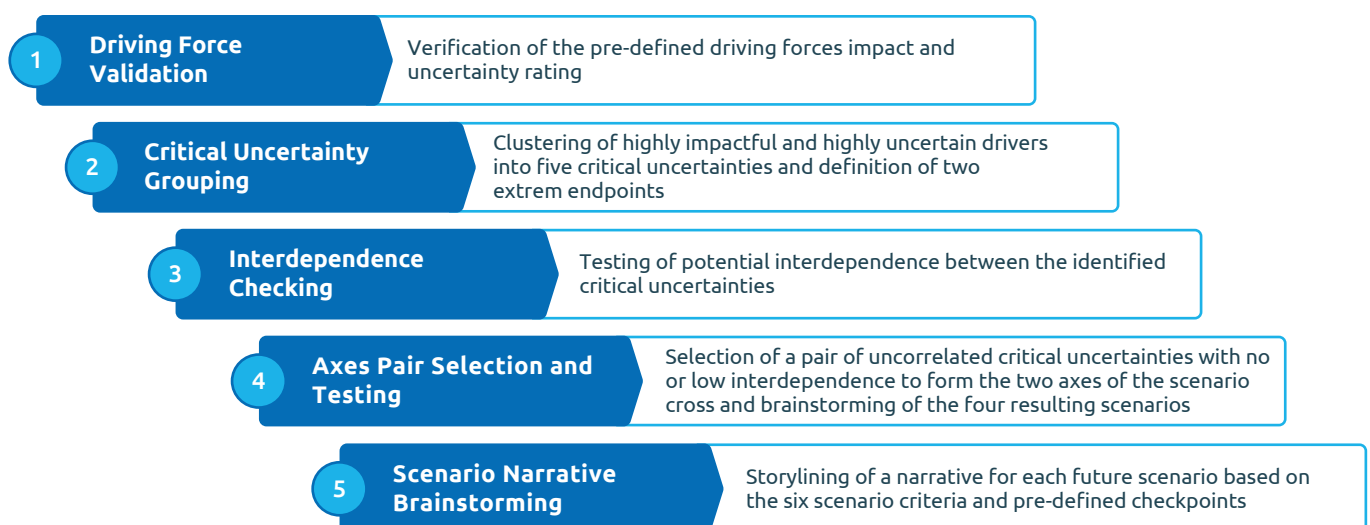 1
Driving Force
Validation
Verification of the pre-defined driving forces impact and
uncertainty rating
2
Critical Uncertainty
Grouping
Clustering of highly impactful and highly uncertain drivers
into five critical uncertainties and definition of two
extrem endpoints
3
Interdependence
Checking
Testing of potential interdependence between the identified
critical uncertainties
4
Axes Pair Selection and
Testing
Selection of a pair of uncorrelated critical uncertainties with no
or low interdependence to form the two axes of the scenario
cross and brainstorming of the four resulting scenarios
5
Scenario Narrative
Brainstorming
Storylining of a narrative for each future scenario based on
the six scenario criteria and pre-defined checkpoints